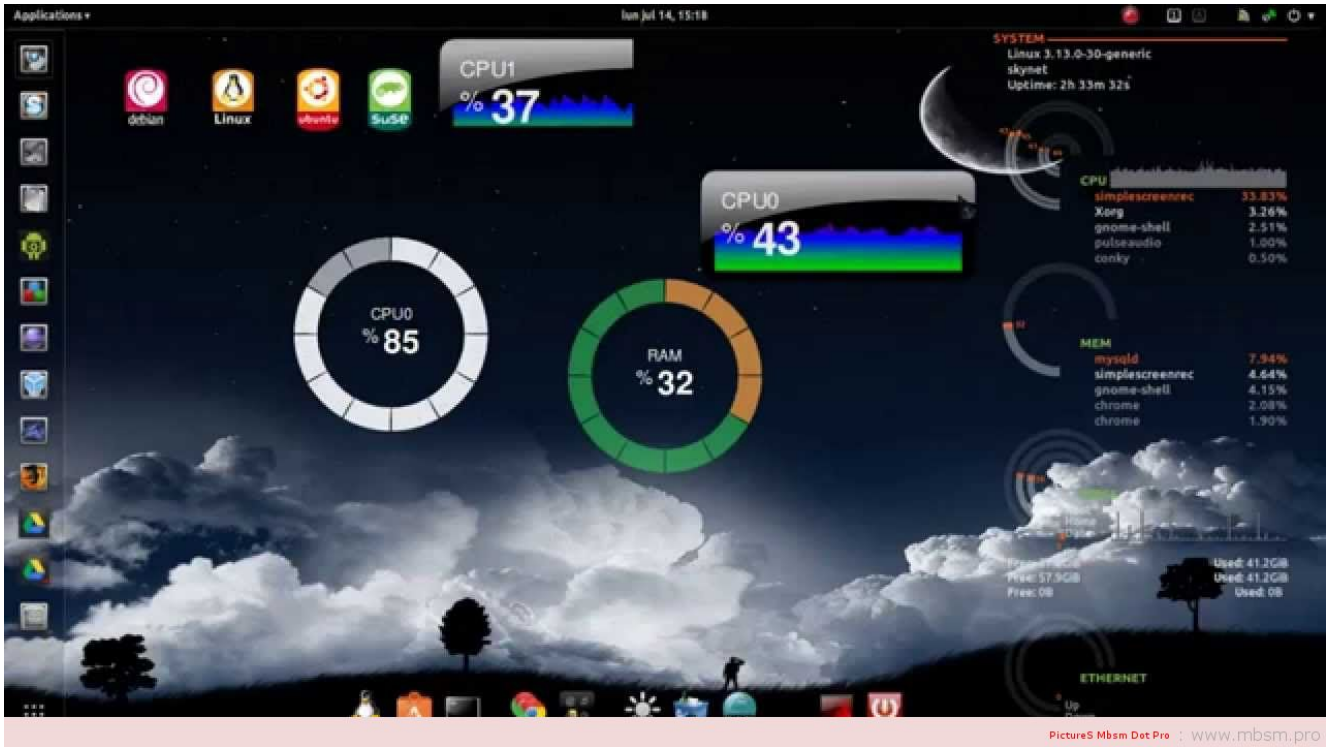 Applications ▾
lun jul 14, 15:18
debian
Linux
ubuntu
SuSE
CPU1
% 37
CPU0
% 43
CPU0
% 85
RAM
% 32
SYSTEM
Linux 3.13.0-30-generic
skynet
Uptime: 2h 33m 32s
CPU
simplescreenrec 33.83%
Xorg 3.26%
gnome-shell 2.51%
pulseaudio 1.00%
conky 0.50%
MEM
mysqld 7.94%
simplescreenrec 4.64%
gnome-shell 4.15%
chrome 2.08%
chrome 1.90%
Used: 41.2GiB
Free: 57.9GiB Used: 41.2GiB
Free: 0B Used: 0B
ETHERNET
Up
PictureS Mbsm Dot Pro : www.mbsm.pro